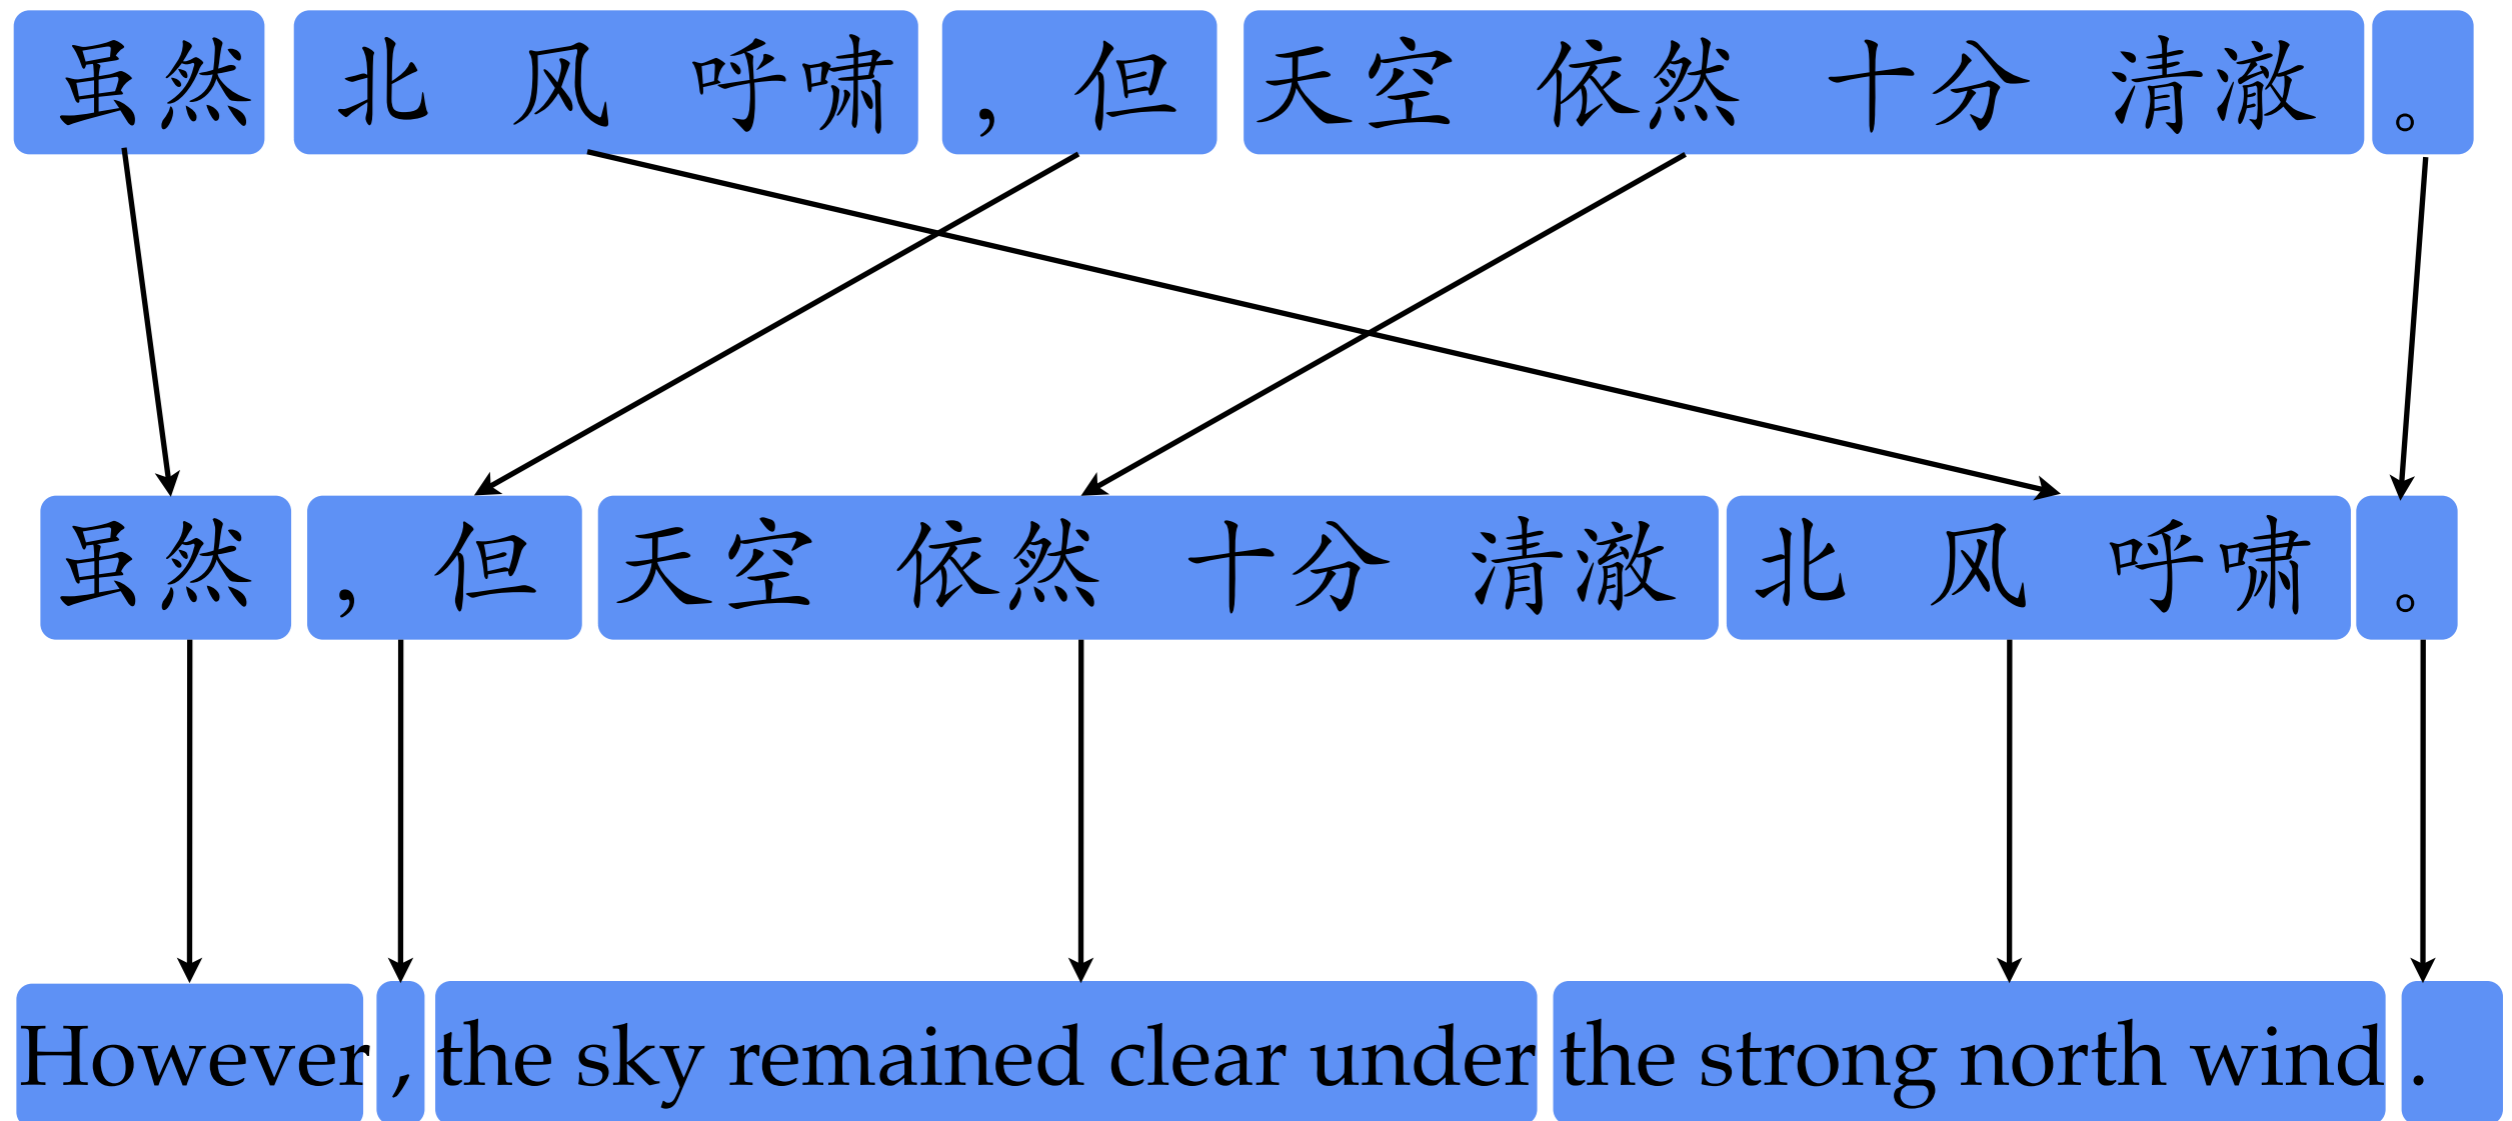 虽然 北 风 呼啸 ，但 天空 依然 十分 清澈 。
虽然 ，但 天空 依然 十分 清澈 北 风 呼啸 。
However, the sky remained clear under the strong north wind.